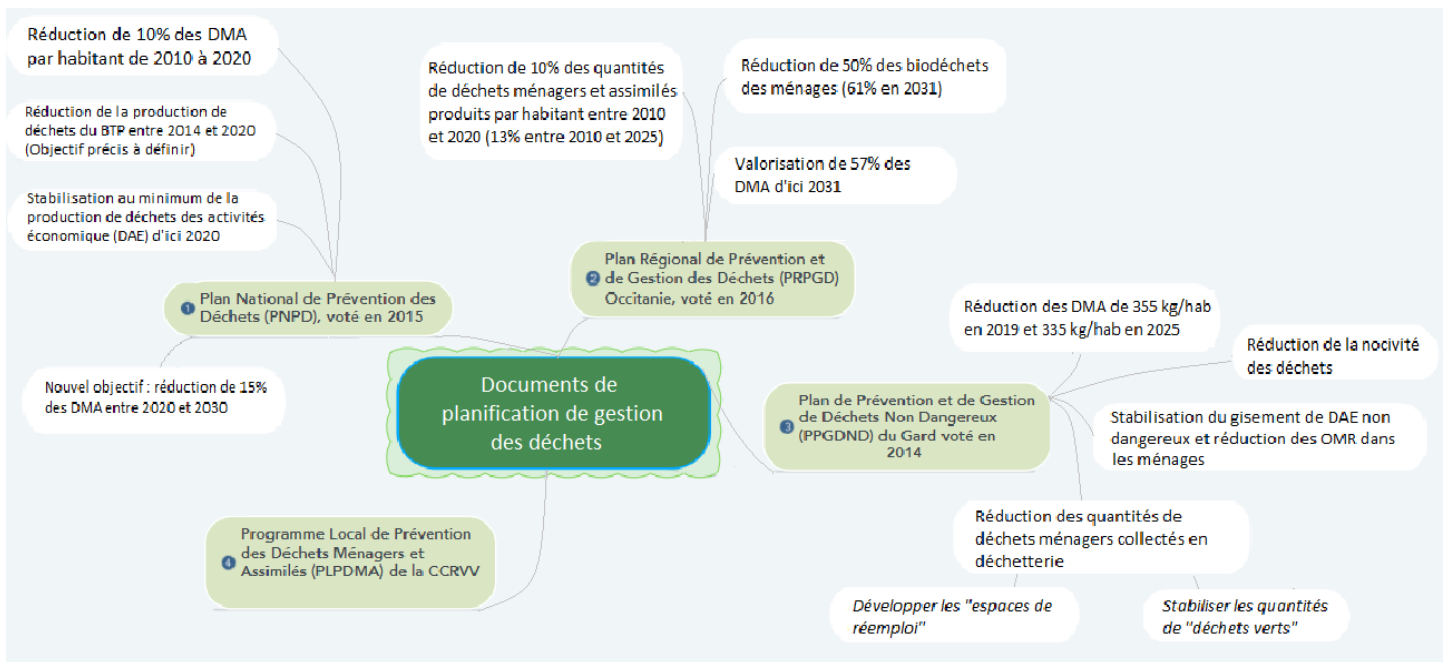 Réduction de 10% des DMA
par habitant de 2010 à 2020
Réduction de la production de
déchets du BTP entre 2014 et 2020
(Objectif précis à définir)
Stabilisation au minimum de la
production de déchets des activités
économique (DAE) d'ici 2020
1 Plan National de Prévention des
Déchets (PNPD), voté en 2015
Nouvel objectif : réduction de 15%
des DMA entre 2020 et 2030
Réduction de 10% des quantités
de déchets ménagers et assimilés
produits par habitant entre 2010
et 2020 (13% entre 2010 et 2025)
Réduction de 50% des biodéchets
des ménages (61% en 2031)
Valorisation de 57% des
DMA d'ici 2031
Plan Régional de Prévention et
2 de Gestion des Déchets (PRPGD)
Occitanie, voté en 2016
Documents de
planification de gestion
des déchets
Réduction des DMA de 355 kg/hab
en 2019 et 335 kg/hab en 2025
Réduction de la nocivité
des déchets
Plan de Prévention et de Gestion
de Déchets Non Dangereux
3 (PPGDND) du Gard voté en
2014
Stabilisation du gisement de DAE non
dangereux et réduction des OMR dans
les ménages
Réduction des quantités de
déchets ménagers collectés en
déchetterie
Développer les "espaces de
réemploi"
Stabiliser les quantités
de "déchets verts"
Programme Local de Prévention
des Déchets Ménagers et
4 Assimilés (PLPDMA) de la CCRVV